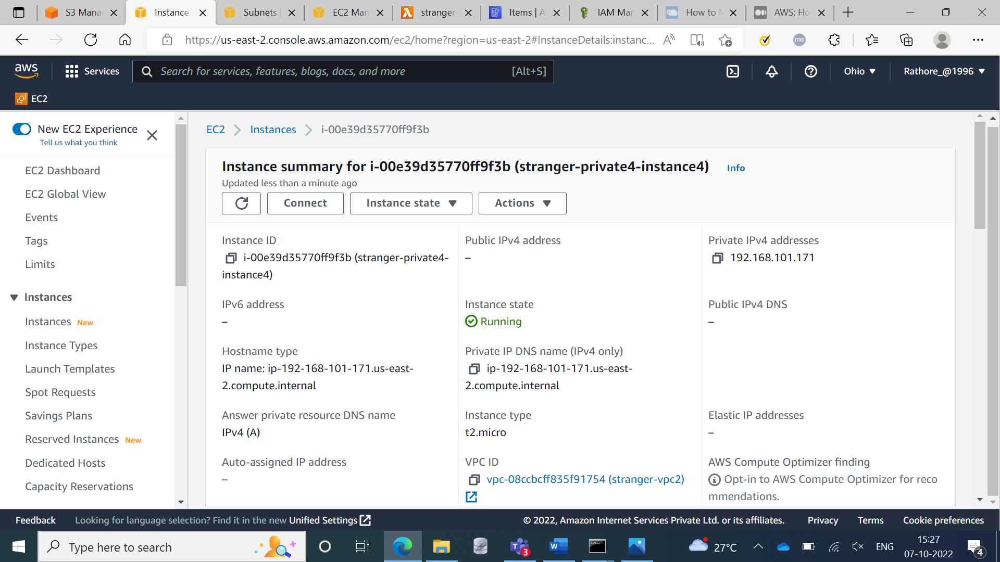 S3 Mana
Instance
Subnets |
EC2 Man
stranger-
Items | A
IAM Mar
How to M
AWS: Ho
https://us-east-2.console.aws.amazon.com/ec2/home?region=us-east-2#InstanceDetails:instanc...
me
aws
Services
Search for services, features, blogs, docs, and more
[Alt+S]
Ohio ▼
Rathore_@1996 ▼
EC2
New EC2 Experience
Tell us what you think
EC2 Dashboard
EC2 Global View
Events
Tags
Limits
Instances
Instances New
Instance Types
Launch Templates
Spot Requests
Savings Plans
Reserved Instances New
Dedicated Hosts
Capacity Reservations
EC2 > Instances > i-00e39d35770ff9f3b
Instance summary for i-00e39d35770ff9f3b (stranger-private4-instance4) Info
Updated less than a minute ago
Connect
Instance state ▼
Actions ▼
Instance ID
i-00e39d35770ff9f3b (stranger-private4-
instance4)
Public IPv4 address
–
Private IPv4 addresses
192.168.101.171
IPv6 address
–
Instance state
Running
Public IPv4 DNS
–
Hostname type
IP name: ip-192-168-101-171.us-east-
2.compute.internal
Private IP DNS name (IPv4 only)
ip-192-168-101-171.us-east-
2.compute.internal
Answer private resource DNS name
IPv4 (A)
Instance type
t2.micro
Elastic IP addresses
–
Auto-assigned IP address
–
VPC ID
vpc-08ccbcff835f91754 (stranger-vpc2)
AWS Compute Optimizer finding
Opt-in to AWS Compute Optimizer for reco
mmendations.
Feedback
Looking for language selection? Find it in the new Unified Settings
© 2022, Amazon Internet Services Private Ltd. or its affiliates.
Privacy
Terms
Cookie preferences
Type here to search
3
27°C
ENG
15:27
07-10-2022
4